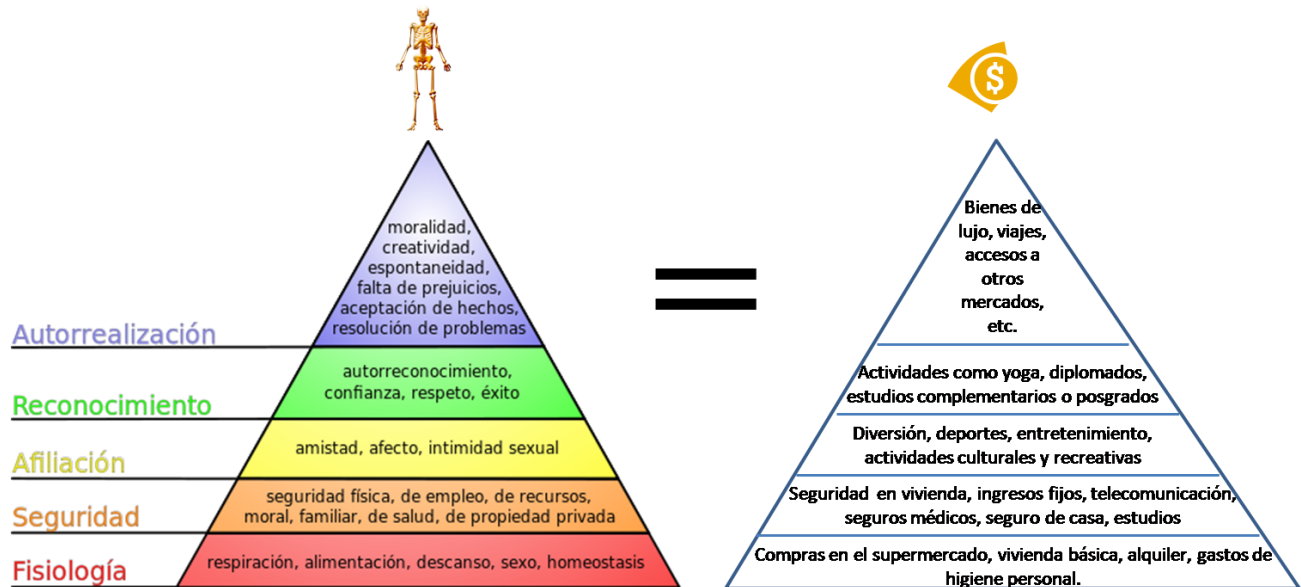 moralidad,
creatividad,
espontaneidad,
falta de prejuicios,
aceptación de hechos,
resolución de problemas
Autorrealización
autorreconocimiento,
confianza, respeto, éxito
Reconocimiento
amistad, afecto, intimidad sexual
Afiliación
seguridad física, de empleo, de recursos,
moral, familiar, de salud, de propiedad privada
Seguridad
respiración, alimentación, descanso, sexo, homeostasis
Fisiología
=
$
Bienes de
lujo, viajes,
accesos a
otros
mercados,
etc.
Actividades como yoga, diplomados,
estudios complementarios o posgrados
Diversión, deportes, entretenimiento,
actividades culturales y recreativas
Seguridad en vivienda, ingresos fijos, telecomunicación,
seguros médicos, seguro de casa, estudios
Compras en el supermercado, vivienda básica, alquiler, gastos de
higiene personal.